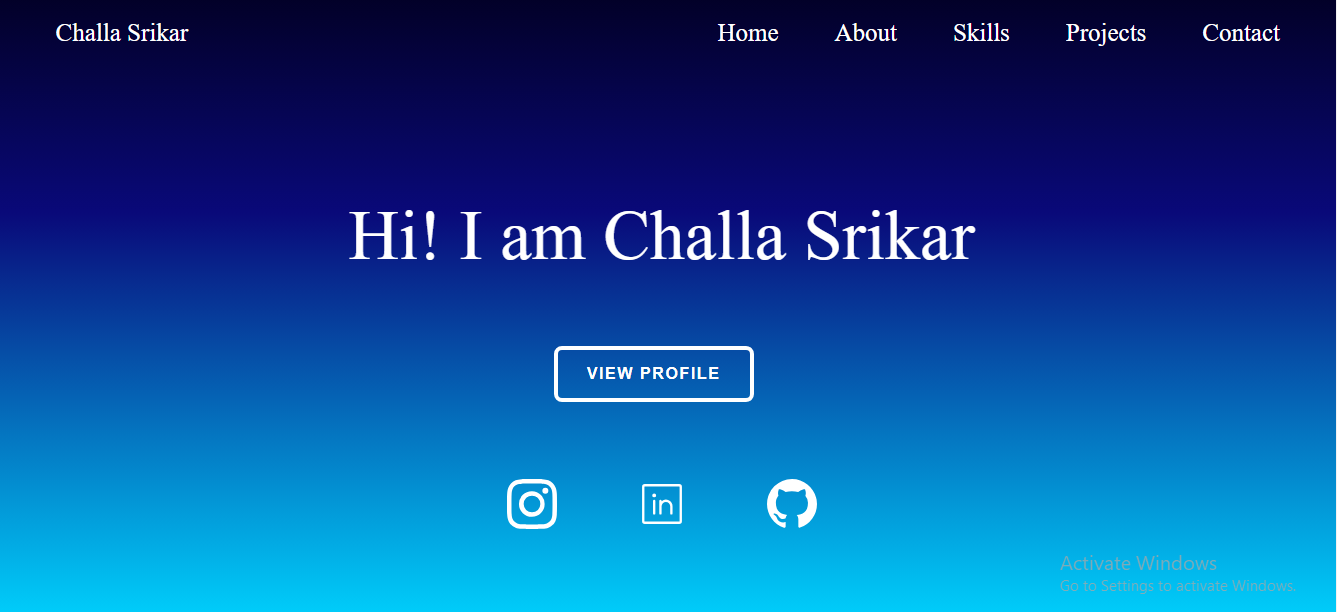 Challa Srikar
Home About Skills Projects Contact
Hi! I am Challa Srikar
VIEW PROFILE
in
Activate Windows
Go to Settings to activate Windows.